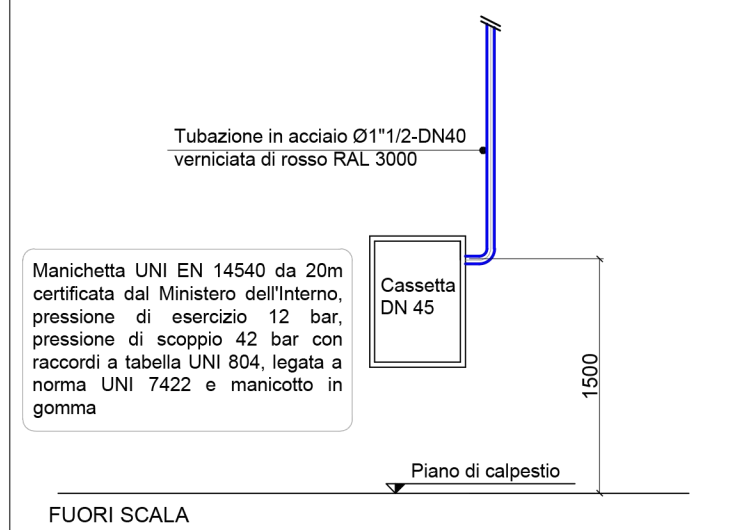 Tubazione in acciaio Ø1"1/2-DN40
verniciata di rosso RAL 3000
Manichetta UNI EN 14540 da 20m
certificata dal Ministero dell'Interno,
pressione di esercizio 12 bar,
pressione di scoppio 42 bar con
raccordi a tabella UNI 804, legata a
norma UNI 7422 e manicotto in
gomma
Cassetta
DN 45
1500
Piano di calpestio
FUORI SCALA